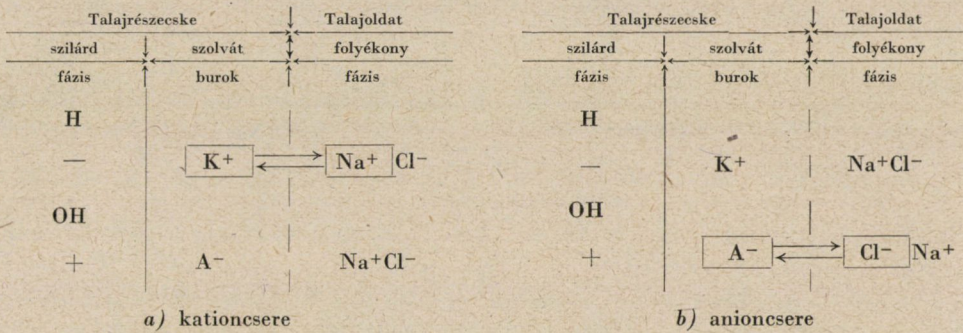 Talajrészecske Talajoldat
szilárd szolvát folyékony
fázis burok fázis
H
— K⁺ Na⁺ Cl⁻
OH
+ A⁻ Na⁺Cl⁻
a) kationcsere
Talajrészecske Talajoldat
szilárd szolvát folyékony
fázis burok fázis
H
— K⁺ Na⁺Cl⁻
OH
+ A⁻ Cl⁻ Na⁺
b) anioncsere